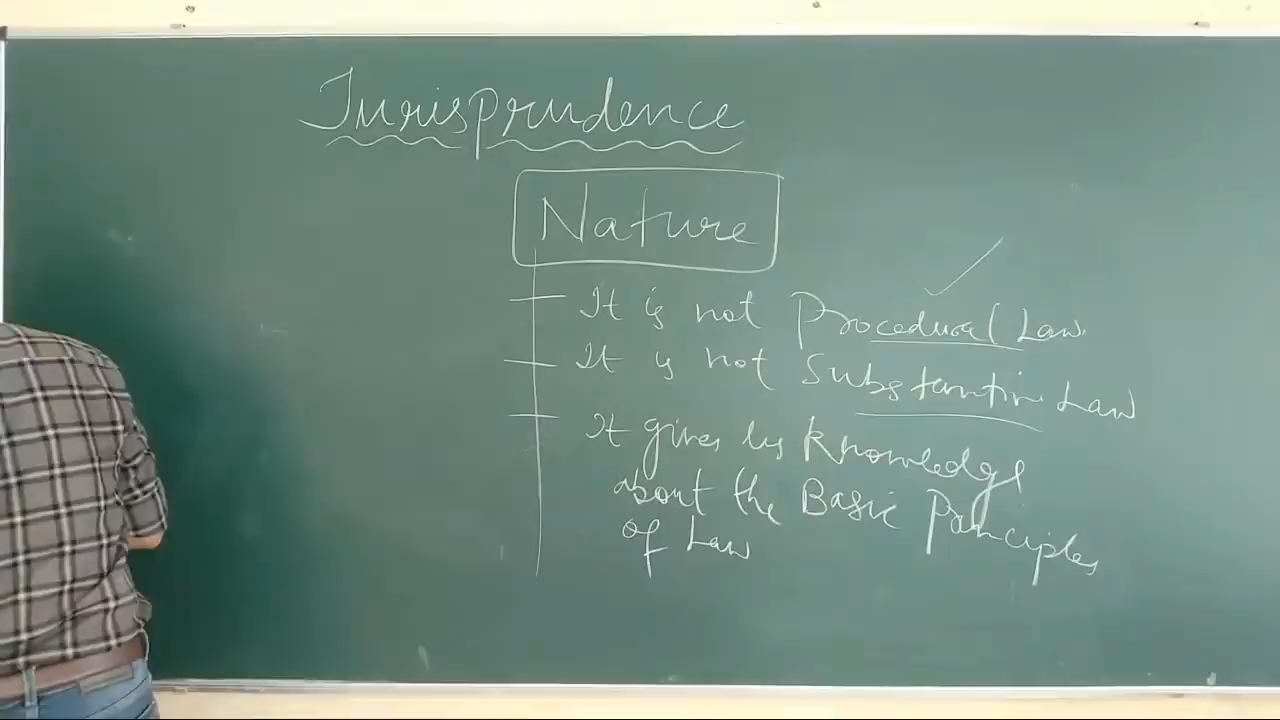 Jurisprudence
Nature
It is not Procedural Law
It is not Substantive Law
It gives us knowledge
about the Basic Principles
of Law